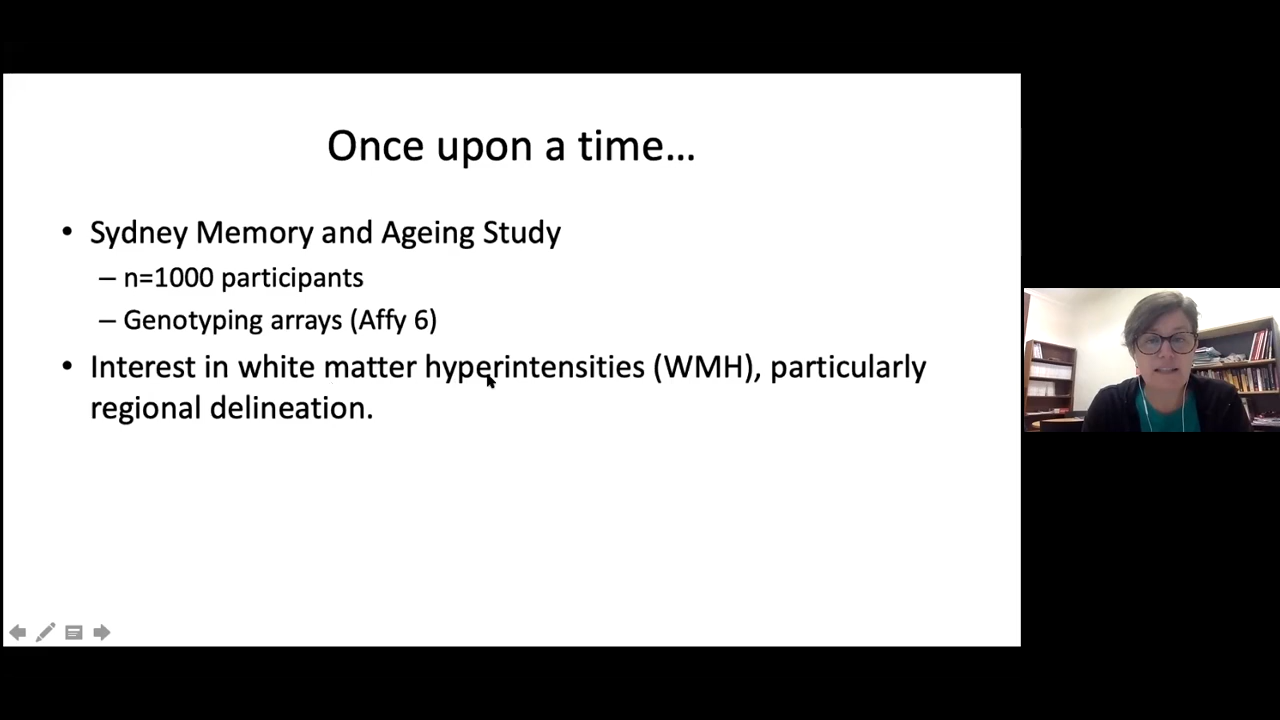 Once upon a time...
• Sydney Memory and Ageing Study
– n=1000 participants
– Genotyping arrays (Affy 6)
• Interest in white matter hyperintensities (WMH), particularly
regional delineation.